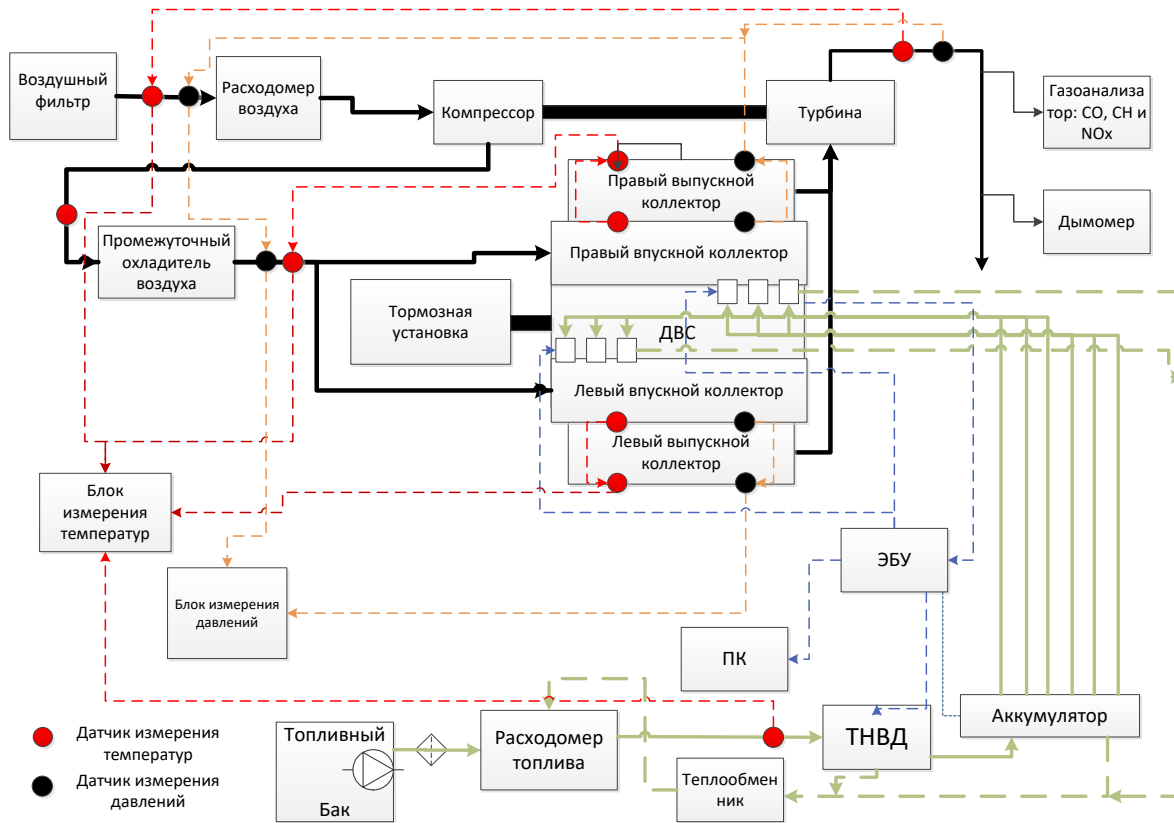 Воздушный
фильтр
Расходомер
воздуха
Компрессор
Турбина
Газоанализа
тор: CO, CH и
NOx
Правый выпускной
коллектор
Дымомер
Промежуточный
охладитель
воздуха
Правый впускной коллектор
Тормозная
установка
ДВС
Левый впускной коллектор
Левый выпускной
коллектор
Блок
измерения
температур
ЭБУ
Блок измерения
давлений
ПК
Датчик измерения
температур
Датчик измерения
давлений
Топливный
Бак
Расходомер
топлива
ТНВД
Аккумулятор
Теплообмен
ник